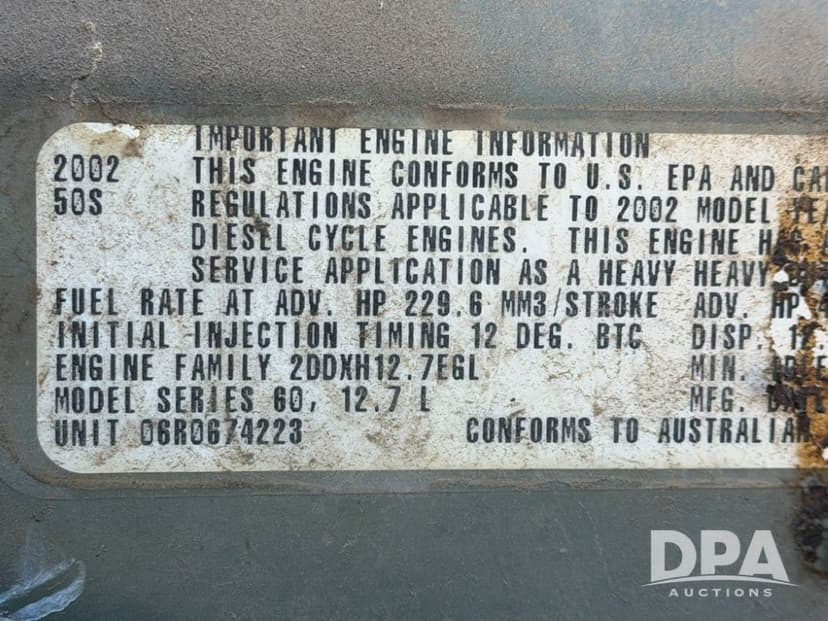 IMPORTANT ENGINE INFORMATION
2002 THIS ENGINE CONFORMS TO U.S. EPA AND
50S REGULATIONS APPLICABLE TO 2002 MODEL
DIESEL CYCLE ENGINES. THIS ENGINE
SERVICE APPLICATION AS A HEAVY HEAVY
FUEL RATE AT ADV. HP 229.6 MM3/STROKE ADV. HP
INITIAL INJECTION TIMING 12 DEG. BTC DISP.
ENGINE FAMILY 2DDXH12.7EGL MIN.
MODEL SERIES 60, 12.7 L MFG.
UNIT 06R0674223 CONFORMS TO AUSTRALIAN
DPA
AUCTIONS